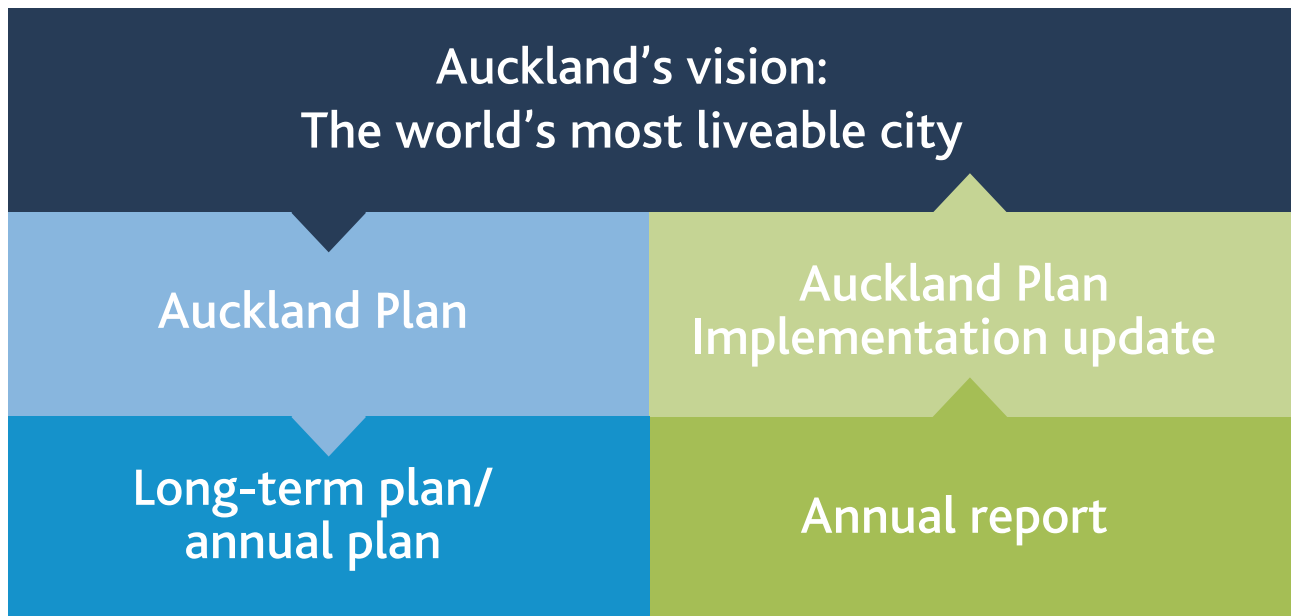 Auckland’s vision:
The world’s most liveable city
Auckland Plan
Auckland Plan
Implementation update
Long-term plan/
annual plan
Annual report